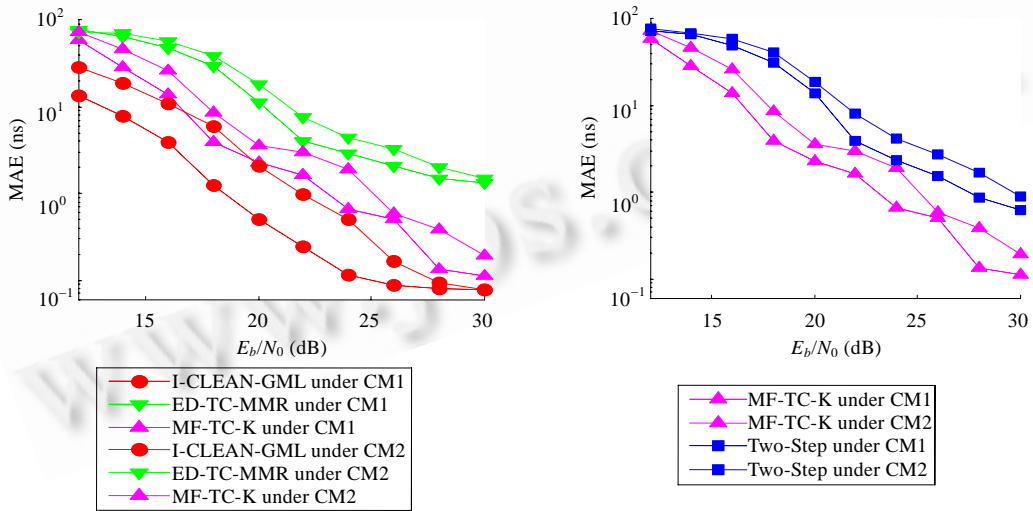 10²
10¹
10⁰
10⁻¹
MAE (ns)
15 20 25 30
E_b/N_0 (dB)
I-CLEAN-GML under CM1
ED-TC-MMR under CM1
MF-TC-K under CM1
I-CLEAN-GML under CM2
ED-TC-MMR under CM2
MF-TC-K under CM2
10²
10¹
10⁰
10⁻¹
MAE (ns)
15 20 25 30
E_b/N_0 (dB)
MF-TC-K under CM1
MF-TC-K under CM2
Two-Step under CM1
Two-Step under CM2